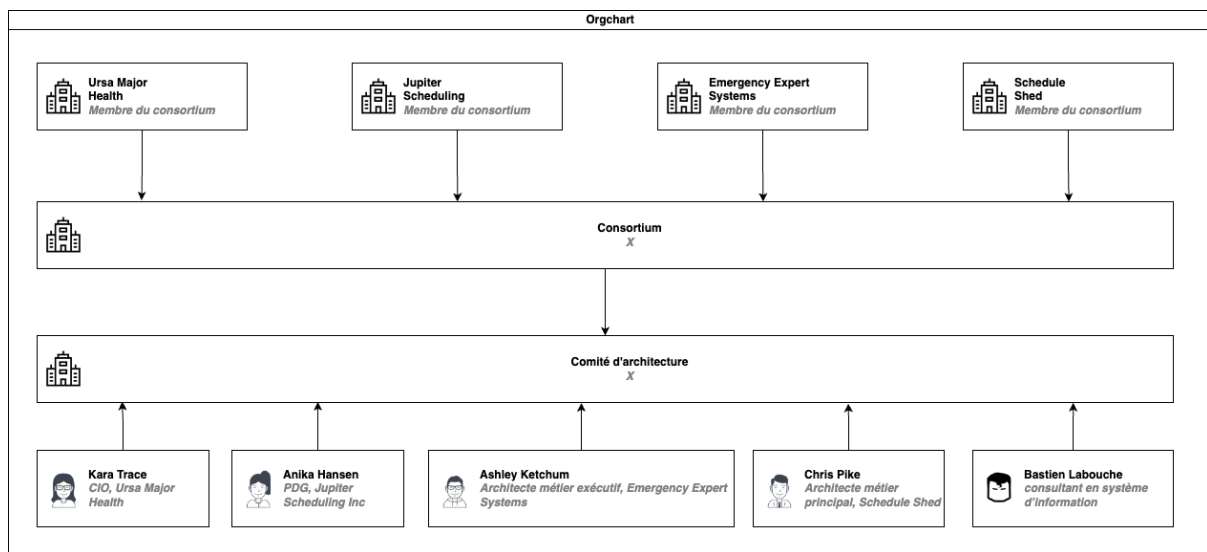 Orgchart
Ursa Major
Health
Membre du consortium
Jupiter
Scheduling
Membre du consortium
Emergency Expert
Systems
Membre du consortium
Schedule
Shed
Membre du consortium
Consortium
X
Comité d'architecture
X
Kara Trace
CIO, Ursa Major
Health
Anika Hansen
PDG, Jupiter
Scheduling Inc
Ashley Ketchum
Architecte métier exécutif, Emergency Expert
Systems
Chris Pike
Architecte métier
principal, Schedule Shed
Bastien Labouche
consultant en système
d'information